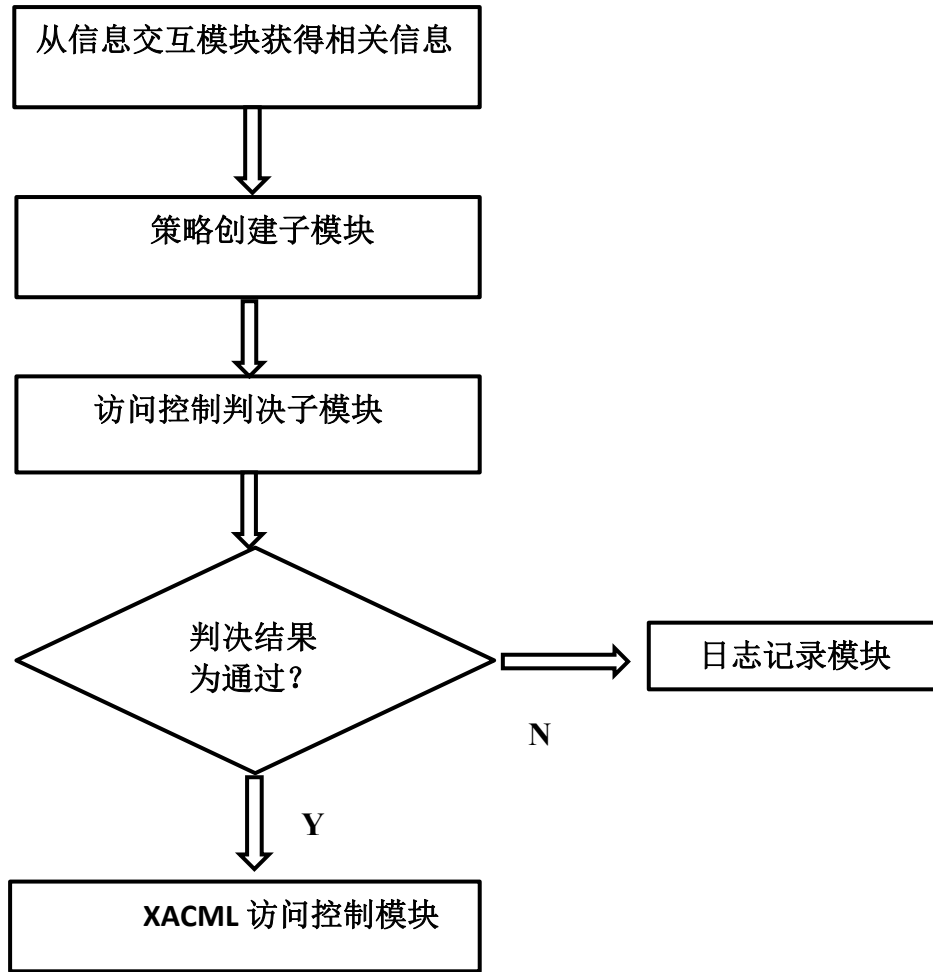 从信息交互模块获得相关信息
策略创建子模块
访问控制判决子模块
判决结果
为通过？
日志记录模块
N
Y
XACML 访问控制模块